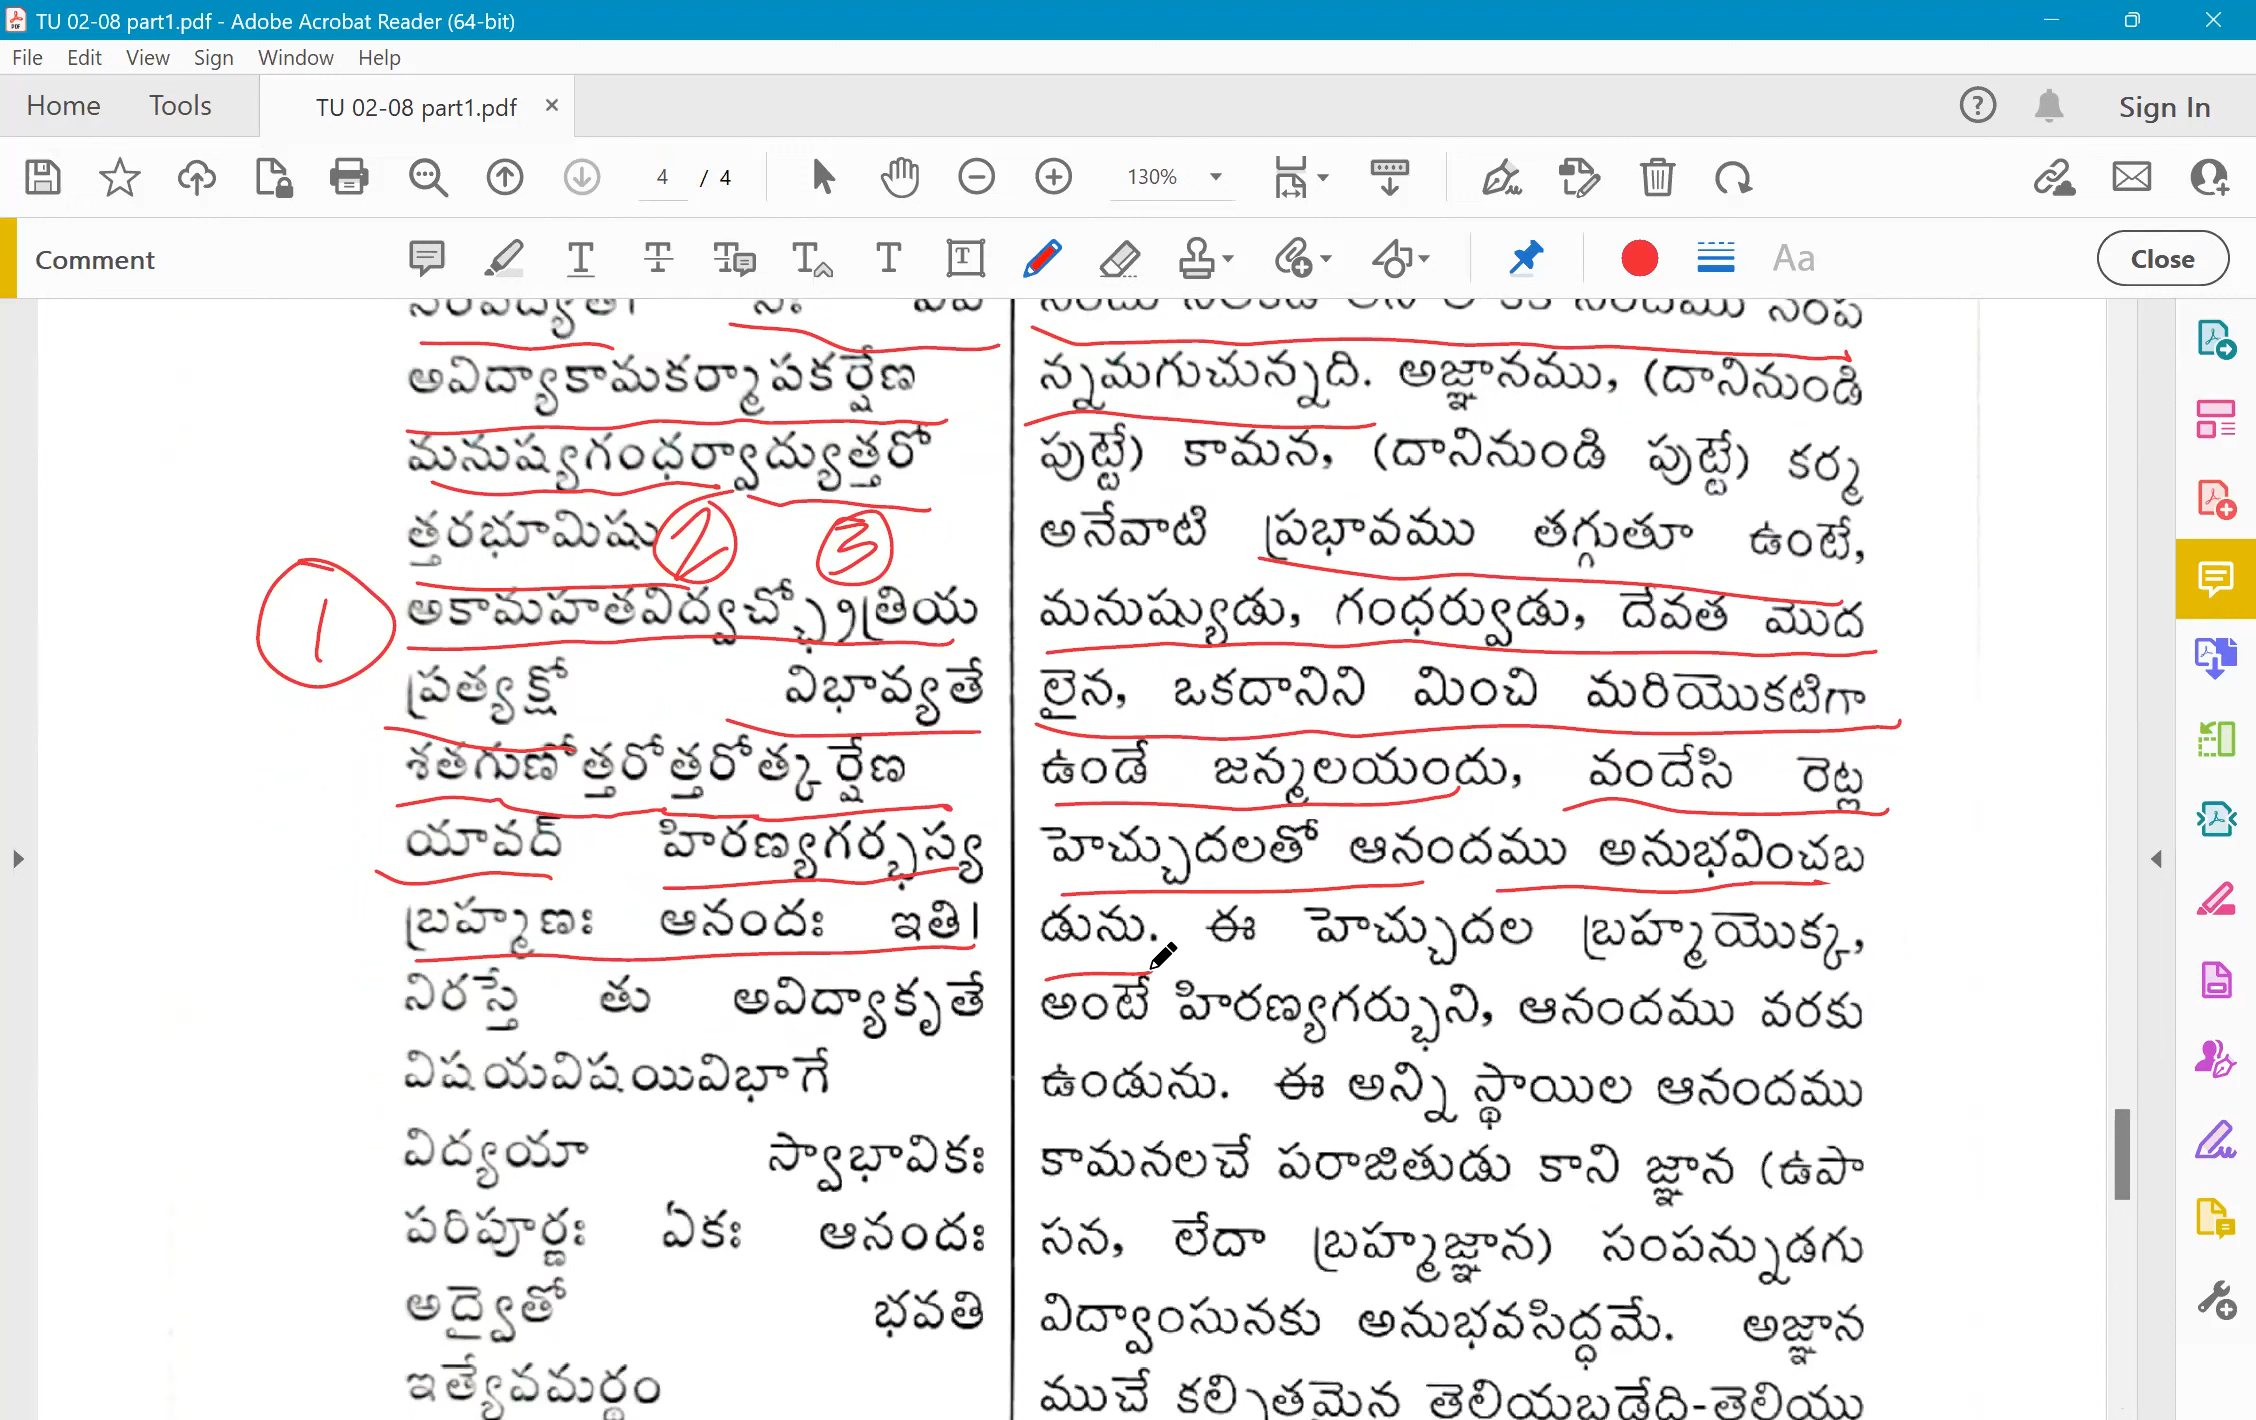 TU 02-08 part1.pdf - Adobe Acrobat Reader (64-bit)
File Edit View Sign Window Help
Home Tools TU 02-08 part1.pdf × Sign In
4 / 4 130%
Comment Close
అవిద్యాకామకర్మాపకర్షేణ
మనుష్యగంధర్వాద్యుత్తరో
త్తరభూమిషు 2 3
1 అకామహతవిద్వచ్ఛ్రోత్రియ
ప్రత్యక్షో విభావ్యతే
శతగుణోత్తరోత్తరోత్కర్షేణ
యావద్ హిరణ్యగర్భస్య
బ్రహ్మణః ఆనందః ఇతి।
నిరస్తే తు అవిద్యాకృతే
విషయవిషయివిభాగే
విద్యయా స్వాభావికః
పరిపూర్ణః ఏకః ఆనందః
అద్వైతో భవతి
ఇత్యేవమర్థం
న్నమగుచున్నది. అజ్ఞానము, (దానినుండి
పుట్టే) కామన, (దానినుండి పుట్టే) కర్మ
అనేవాటి ప్రభావము తగ్గుతూ ఉంటే,
మనుష్యుడు, గంధర్వుడు, దేవత మొద
లైన, ఒకదానిని మించి మరియొకటిగా
ఉండే జన్మలయందు, వందేసి రెట్ల
హెచ్చుదలతో ఆనందము అనుభవించబ
డును. ఈ హెచ్చుదల బ్రహ్మయొక్క,
అంటే హిరణ్యగర్భుని, ఆనందము వరకు
ఉండును. ఈ అన్ని స్థాయిల ఆనందము
కామనలచే పరాజితుడు కాని జ్ఞాన (ఉపా
సన, లేదా బ్రహ్మజ్ఞాన) సంపన్నుడగు
విద్వాంసునకు అనుభవసిద్ధమే. అజ్ఞాన
ముచే కల్పితమైన తెలియబడేది-తెలియు